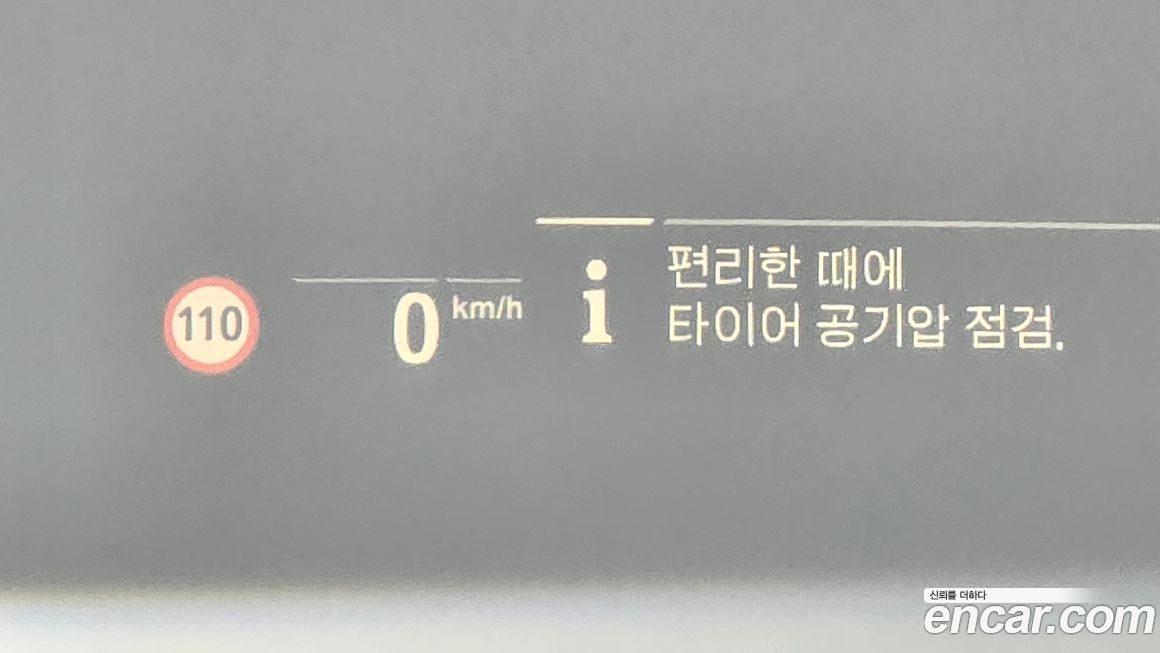 110
0 km/h
i
편리한 때에
타이어 공기압 점검.
신뢰를 더하다
encar.com